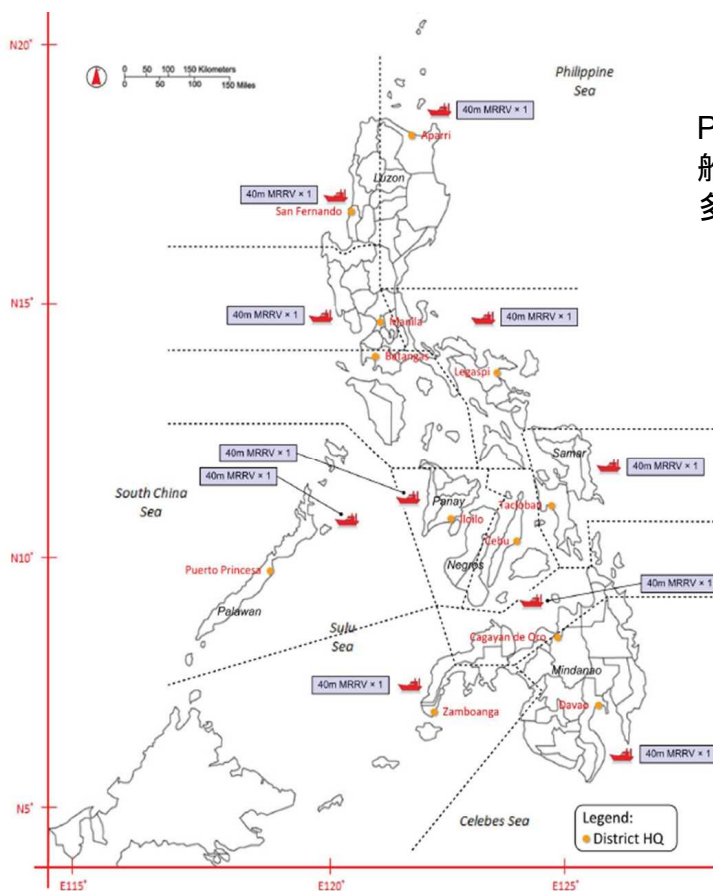 N20°
0 50 100 150 Kilometers
0 50 100 150 Miles
Philippine
Sea
40m MRRV × 1
Aparri
P
船
多
Luzon
40m MRRV × 1
San Fernando
N15°
40m MRRV × 1
Manila
40m MRRV × 1
Batangas
Legaspi
40m MRRV × 1
40m MRRV × 1
Samar
40m MRRV × 1
South China
Sea
Panay
Tacloban
Iloilo
Cebu
N10°
Puerto Princesa
Negros
40m MRRV × 1
Palawan
Sulu
Sea
Cagayan de Oro
Mindanao
40m MRRV × 1
Zamboanga
Davao
40m MRRV × 1
N5°
Celebes Sea
Legend:
District HQ
E115°
E120°
E125°